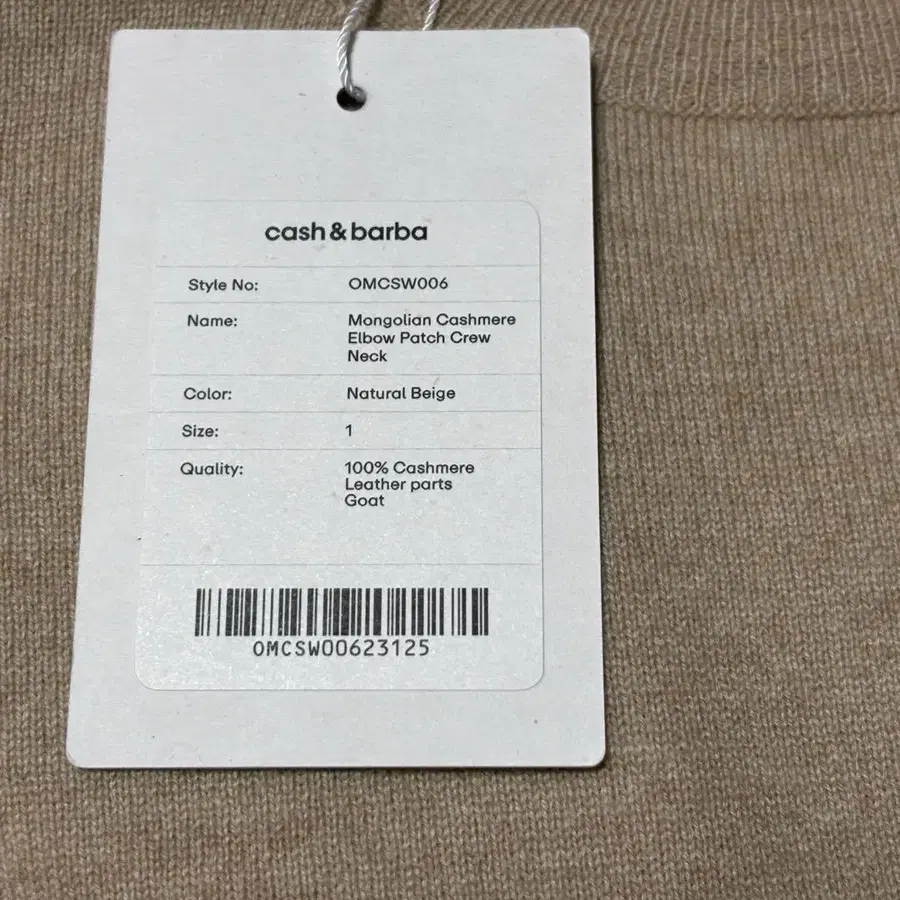 cash & barba
Style No: OMCSW006
Name: Mongolian Cashmere
Elbow Patch Crew
Neck
Color: Natural Beige
Size: 1
Quality: 100% Cashmere
Leather parts
Goat
OMCSW00623125